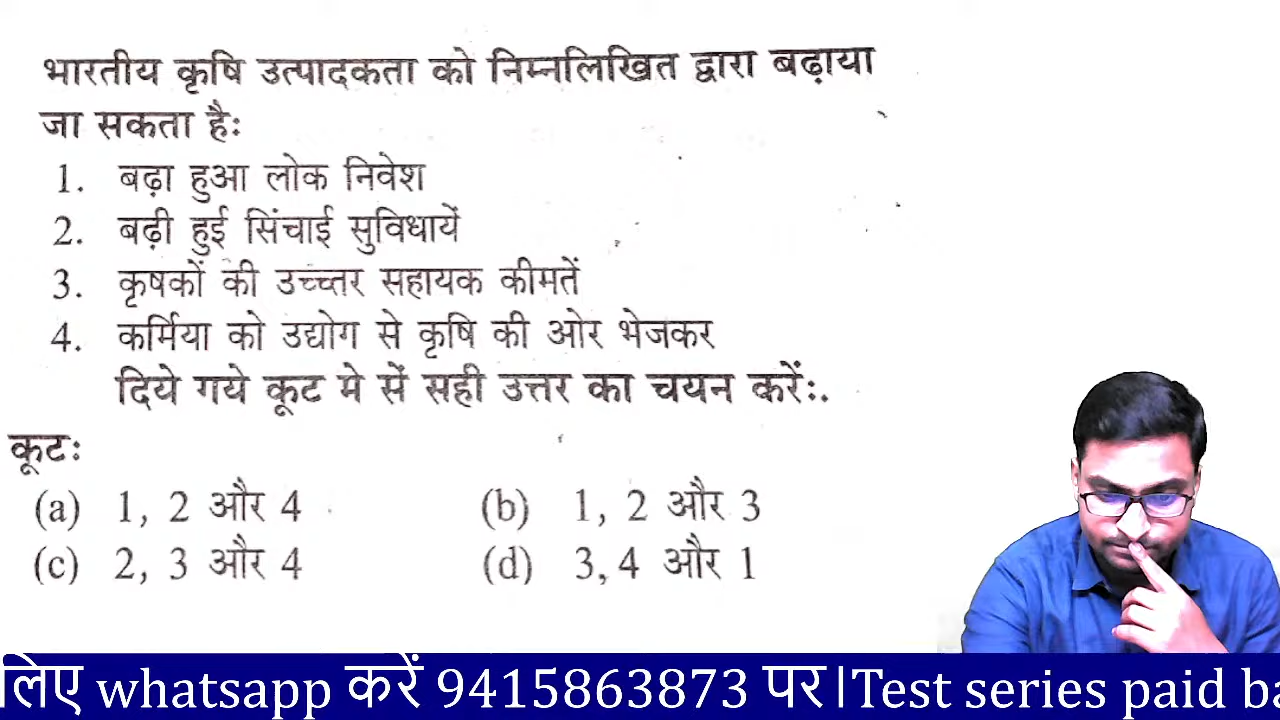 भारतीय कृषि उत्पादकता को निम्नलिखित द्वारा बढ़ाया
जा सकता है:
1. बढ़ा हुआ लोक निवेश
2. बढ़ी हुई सिंचाई सुविधायें
3. कृषकों की उच्च्तर सहायक कीमतें
4. कर्मिया को उद्योग से कृषि की ओर भेजकर
दिये गये कूट मे सें सही उत्तर का चयन करें:.
कूट:
(a) 1, 2 और 4
(b) 1, 2 और 3
(c) 2, 3 और 4
(d) 3, 4 और 1
लिए whatsapp करें 9415863873 पर।Test series paid ba